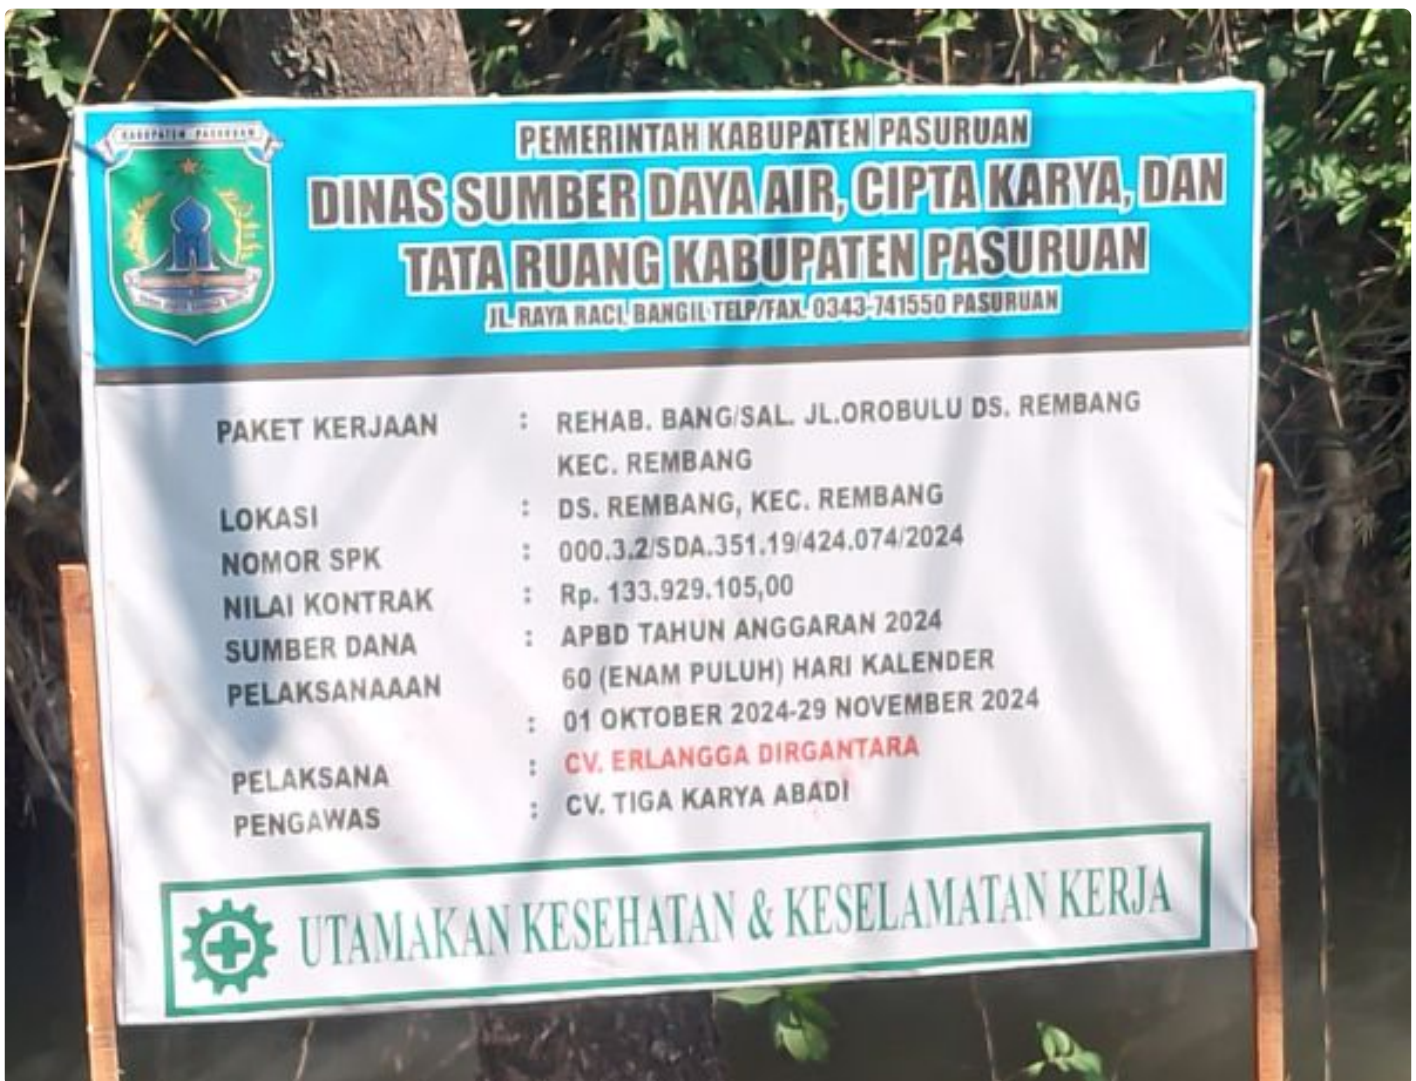 KABUPATEN PASURUAN
PEMERINTAH KABUPATEN PASURUAN
DINAS SUMBER DAYA AIR, CIPTA KARYA, DAN
TATA RUANG KABUPATEN PASURUAN
JL. RAYA RACI, BANGIL TELP/FAX. 0343-741550 PASURUAN
PAKET KERJAAN : REHAB. BANG/SAL. JL.OROBULU DS. REMBANG
KEC. REMBANG
LOKASI : DS. REMBANG, KEC. REMBANG
NOMOR SPK : 000.3.2/SDA.351.19/424.074/2024
NILAI KONTRAK : Rp. 133.929.105,00
SUMBER DANA : APBD TAHUN ANGGARAN 2024
PELAKSANAAAN 60 (ENAM PULUH) HARI KALENDER
: 01 OKTOBER 2024-29 NOVEMBER 2024
PELAKSANA : CV. ERLANGGA DIRGANTARA
PENGAWAS : CV. TIGA KARYA ABADI
UTAMAKAN KESEHATAN & KESELAMATAN KERJA